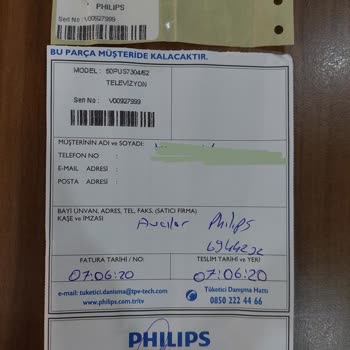 PHILIPS
Seri No : V00927999
BU PARÇA MÜŞTERİDE KALACAKTIR.
MODEL : 50PUS7304/62
TELEVİZYON
Seri No : V00927999
MÜŞTERİNİN ADI ve SOYADI:
TELEFON NO :
E-MAIL ADRESİ :
POSTA ADRESİ :
BAYİ ÜNVAN, ADRES, TEL, FAKS, (SATICI FİRMA)
KAŞE ve İMZASI
Avcılar Philips
6944232
FATURA TARİHİ / NO:
TESLİM TARİHİ ve YERİ
07.06.20
07.06.20
e-mail: tuketici.danisma@tpv-tech.com
www.philips.com.tr/tv
Tüketici Danışma Hattı
0850 222 44 66
PHILIPS